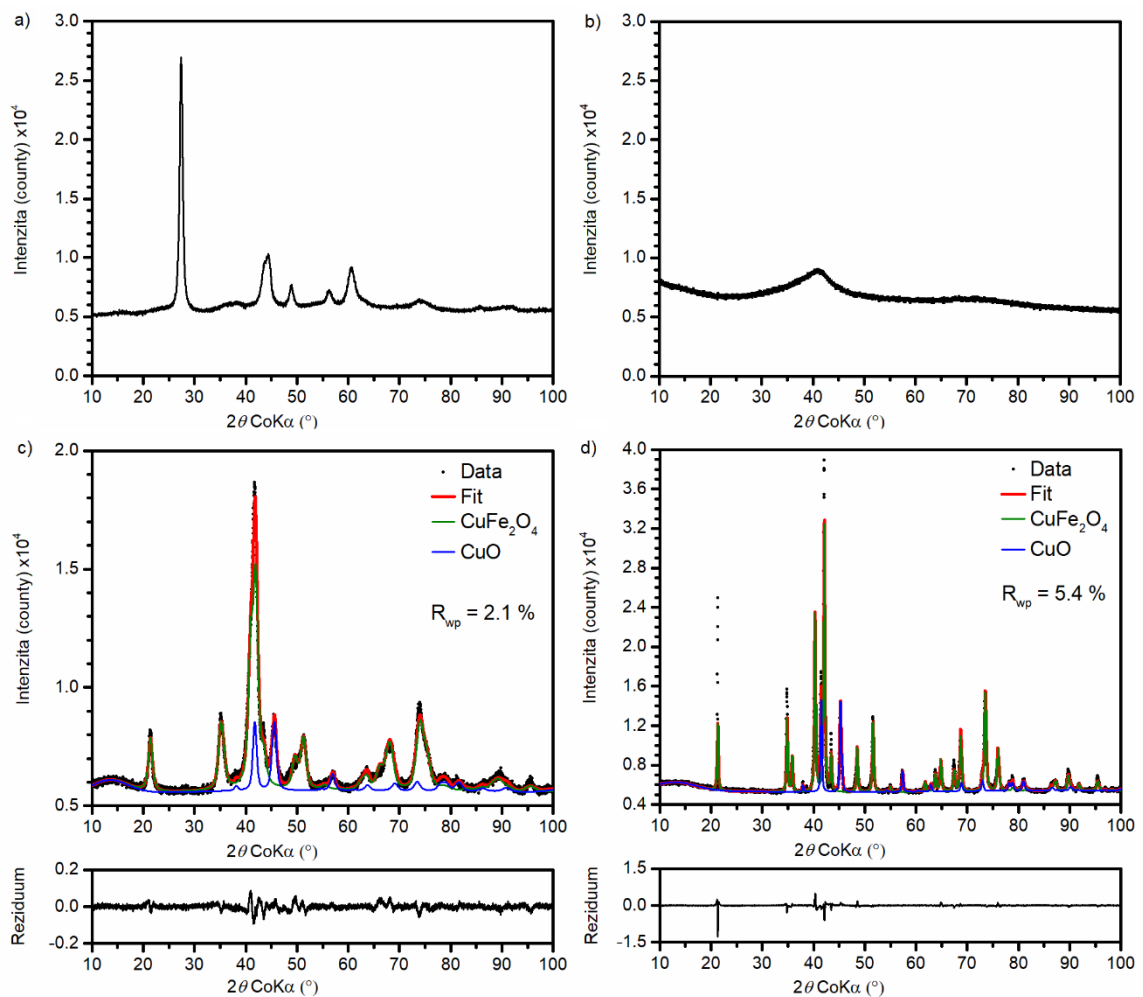 a)
Intenzita (county) x10⁴
3.0
2.5
2.0
1.5
1.0
0.5
0.0
10 20 30 40 50 60 70 80 90 100
2θ CoKα (°)
b)
Intenzita (county) x10⁴
3.0
2.5
2.0
1.5
1.0
0.5
0.0
10 20 30 40 50 60 70 80 90 100
2θ CoKα (°)
c)
Intenzita (county) x10⁴
2.0
1.5
1.0
0.5
Data
Fit
CuFe₂O₄
CuO
R_wp = 2.1 %
10 20 30 40 50 60 70 80 90 100
2θ CoKα (°)
Reziduum
0.2
0.0
-0.2
10 20 30 40 50 60 70 80 90 100
2θ CoKα (°)
d)
Intenzita (county) x10⁴
4.0
3.6
3.2
2.8
2.4
2.0
1.6
1.2
0.8
0.4
Data
Fit
CuFe₂O₄
CuO
R_wp = 5.4 %
10 20 30 40 50 60 70 80 90 100
2θ CoKα (°)
Reziduum
1.5
0.0
-1.5
10 20 30 40 50 60 70 80 90 100
2θ CoKα (°)